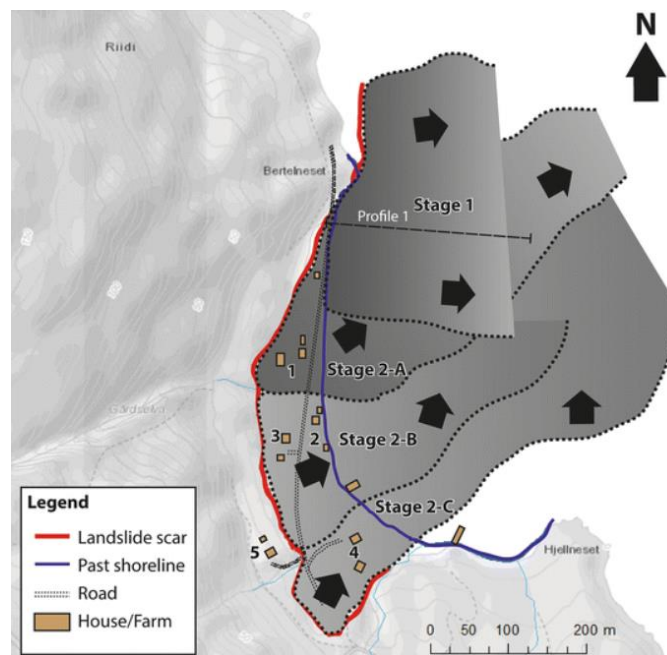 N
Riidi
Bertelneset
Stage 1
Profile 1
1
Stage 2-A
3
2
Stage 2-B
Stage 2-C
5
4
Hjellneset
Legend
Landslide scar
Past shoreline
Road
House/Farm
0 50 100 200 m